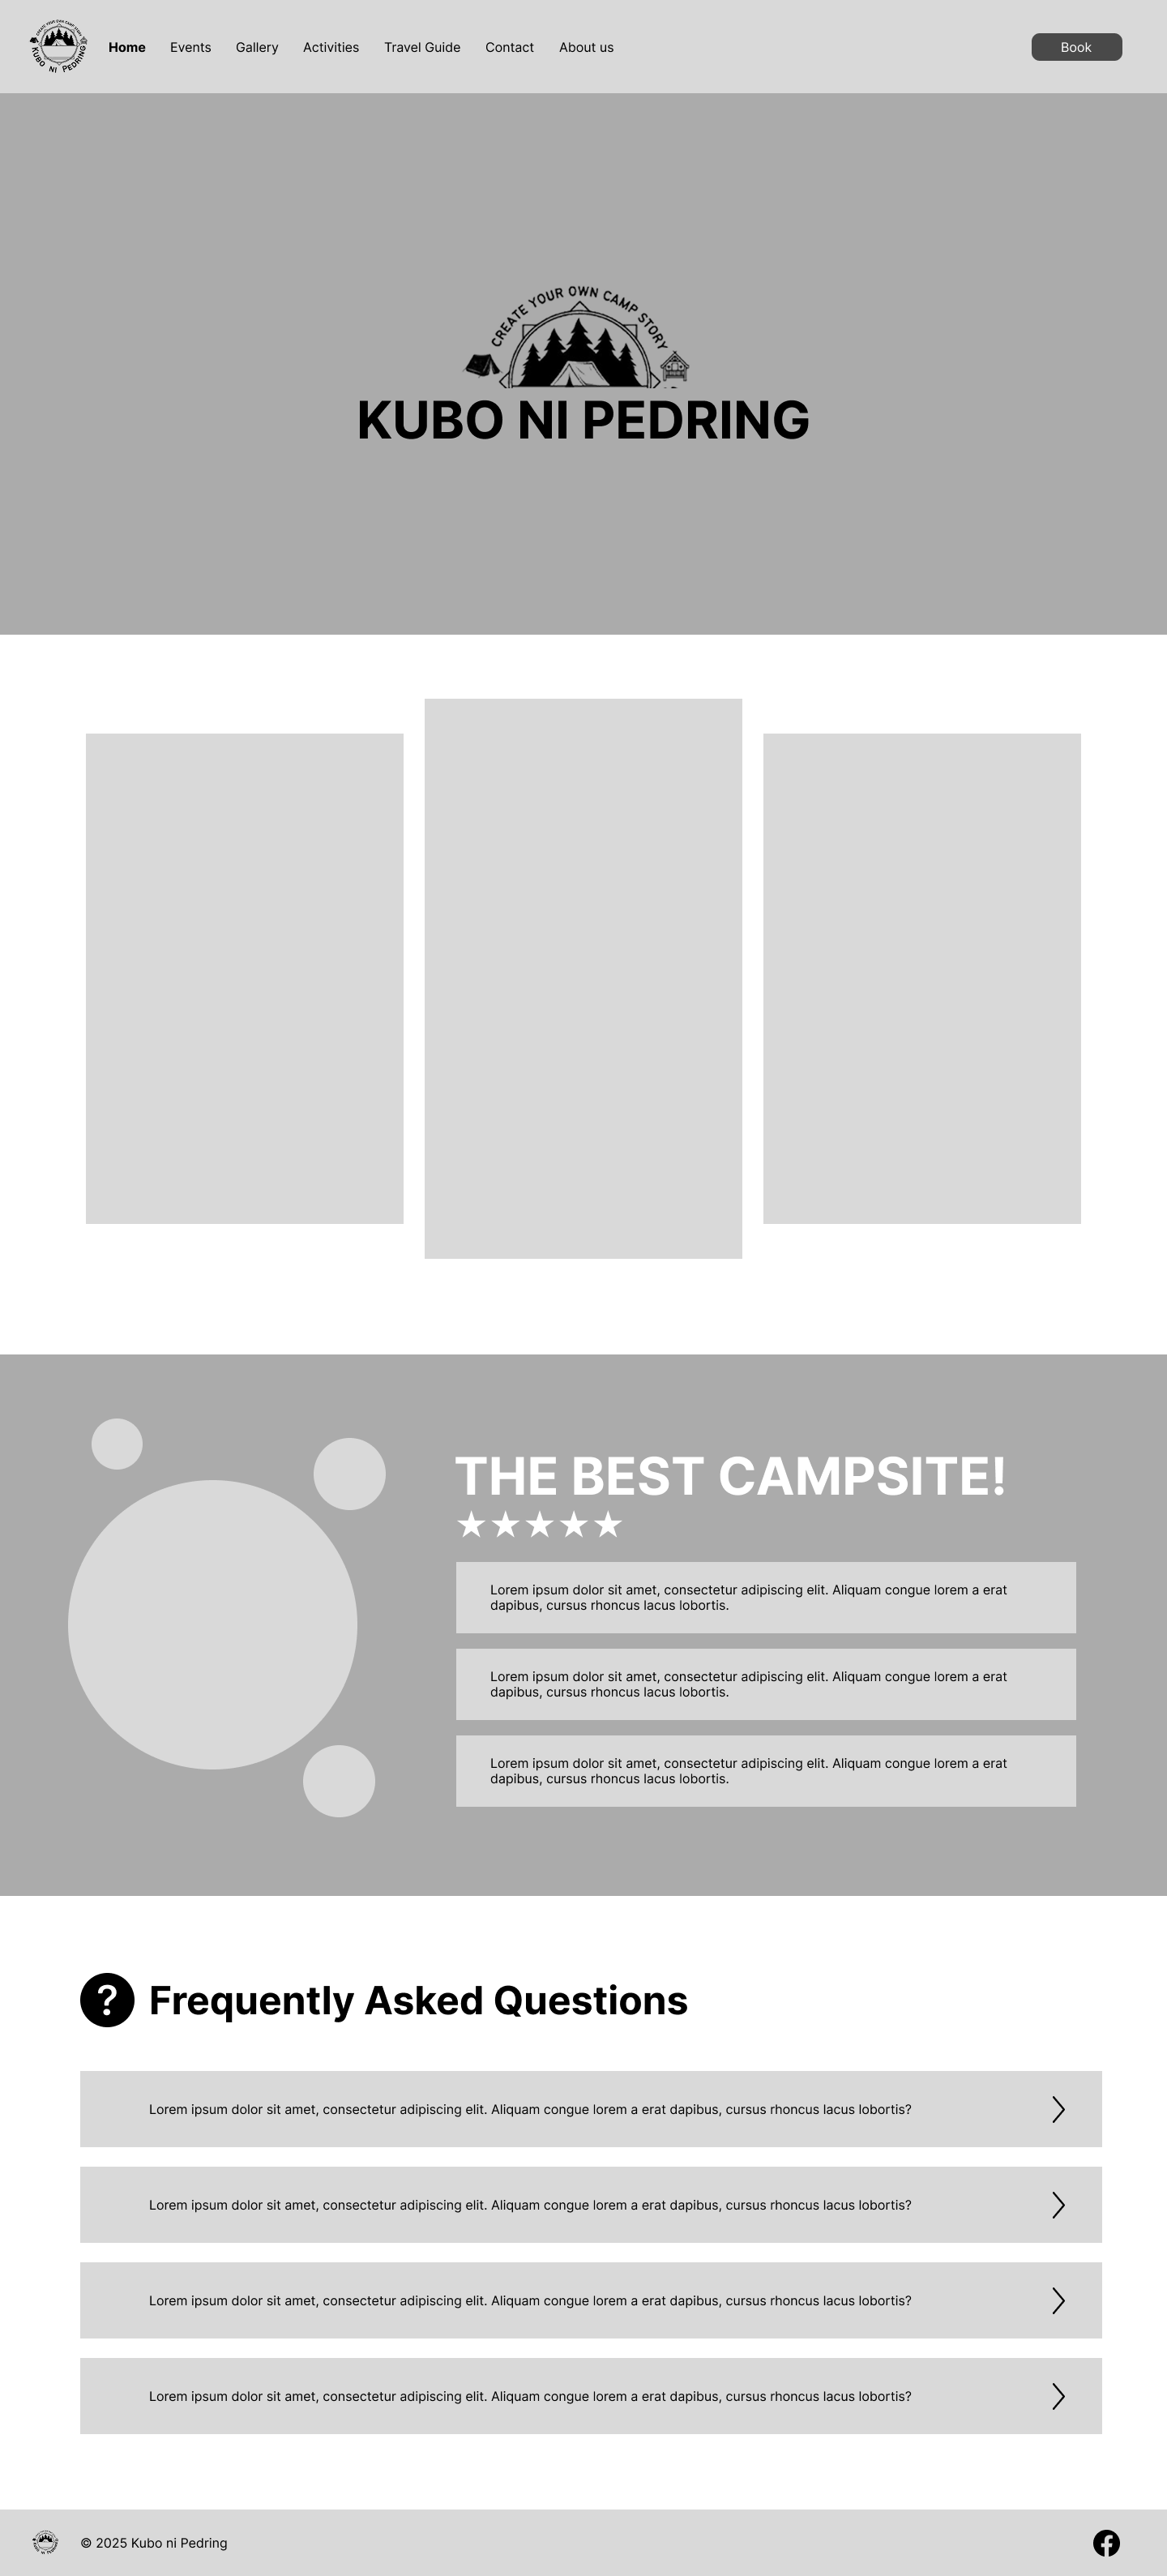 CREATE YOUR OWN CAMP STORY
KUBO NI PEDRING
Home
Events
Gallery
Activities
Travel Guide
Contact
About us
Book
CREATE YOUR OWN CAMP STORY
KUBO NI PEDRING
THE BEST CAMPSITE!
Lorem ipsum dolor sit amet, consectetur adipiscing elit. Aliquam congue lorem a erat
dapibus, cursus rhoncus lacus lobortis.
Lorem ipsum dolor sit amet, consectetur adipiscing elit. Aliquam congue lorem a erat
dapibus, cursus rhoncus lacus lobortis.
Lorem ipsum dolor sit amet, consectetur adipiscing elit. Aliquam congue lorem a erat
dapibus, cursus rhoncus lacus lobortis.
? Frequently Asked Questions
Lorem ipsum dolor sit amet, consectetur adipiscing elit. Aliquam congue lorem a erat dapibus, cursus rhoncus lacus lobortis?
Lorem ipsum dolor sit amet, consectetur adipiscing elit. Aliquam congue lorem a erat dapibus, cursus rhoncus lacus lobortis?
Lorem ipsum dolor sit amet, consectetur adipiscing elit. Aliquam congue lorem a erat dapibus, cursus rhoncus lacus lobortis?
Lorem ipsum dolor sit amet, consectetur adipiscing elit. Aliquam congue lorem a erat dapibus, cursus rhoncus lacus lobortis?
© 2025 Kubo ni Pedring